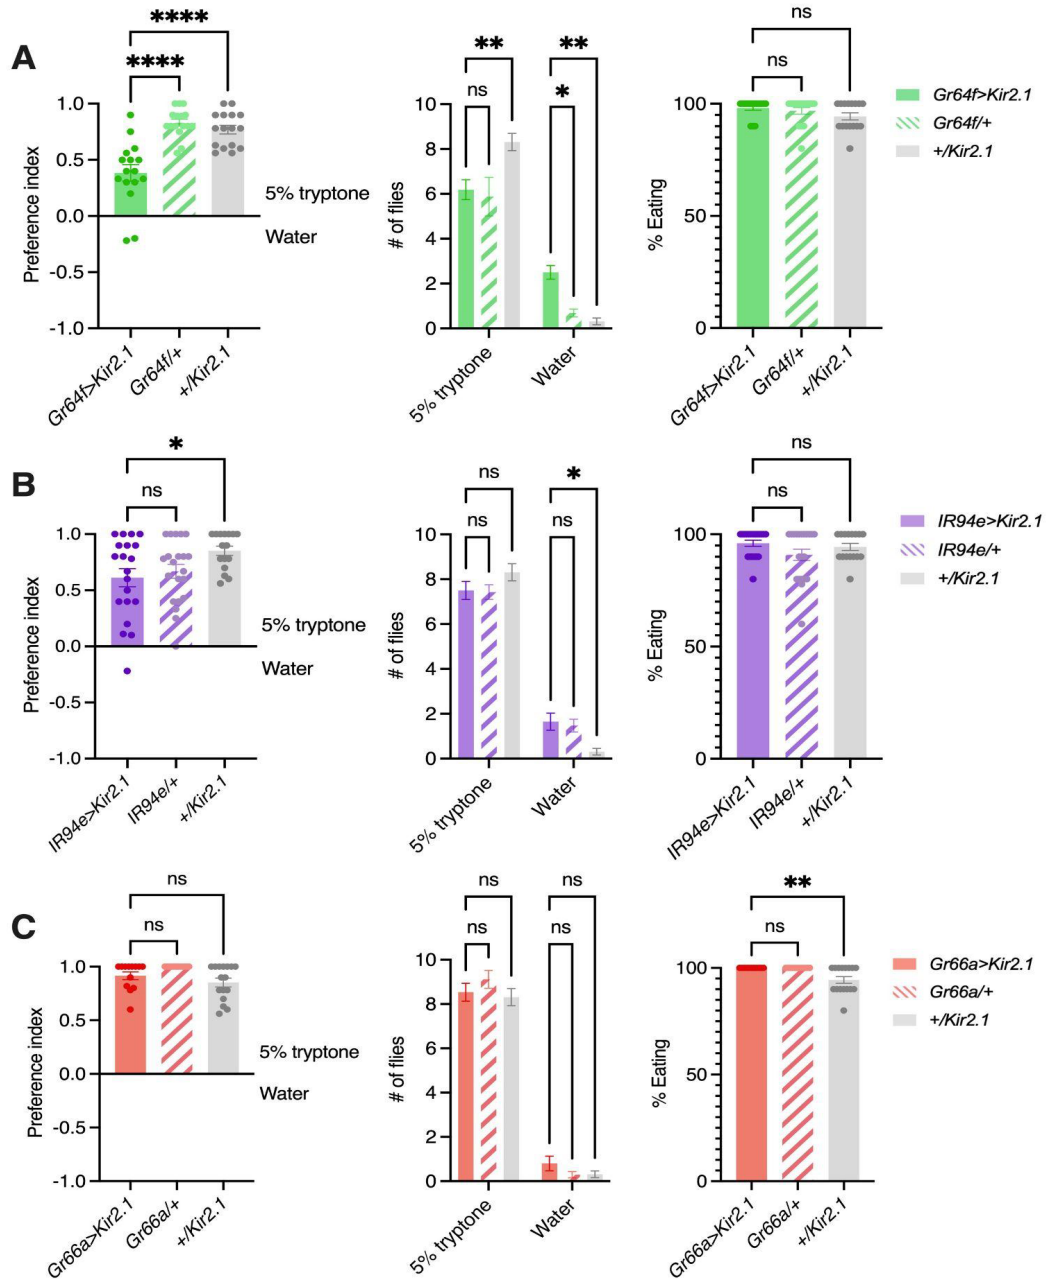 A
****
****
Preference index
1.0
0.5
0.0
-0.5
-1.0
5% tryptone
Water
Gr64f>Kir2.1
Gr64f/+
+/Kir2.1
**
**
ns
*
# of flies
10
8
6
4
2
0
5% tryptone
Water
ns
ns
% Eating
100
50
0
Gr64f>Kir2.1
Gr64f/+
+/Kir2.1
Gr64f>Kir2.1
Gr64f/+
+/Kir2.1
B
*
ns
Preference index
1.0
0.5
0.0
-0.5
-1.0
5% tryptone
Water
IR94e>Kir2.1
IR94e/+
+/Kir2.1
ns
*
ns
ns
# of flies
10
8
6
4
2
0
5% tryptone
Water
ns
ns
% Eating
100
50
0
IR94e>Kir2.1
IR94e/+
+/Kir2.1
IR94e>Kir2.1
IR94e/+
+/Kir2.1
C
ns
ns
Preference index
1.0
0.5
0.0
-0.5
-1.0
5% tryptone
Water
Gr66a>Kir2.1
Gr66a/+
+/Kir2.1
ns
ns
ns
ns
# of flies
10
8
6
4
2
0
5% tryptone
Water
**
ns
% Eating
100
50
0
Gr66a>Kir2.1
Gr66a/+
+/Kir2.1
Gr66a>Kir2.1
Gr66a/+
+/Kir2.1